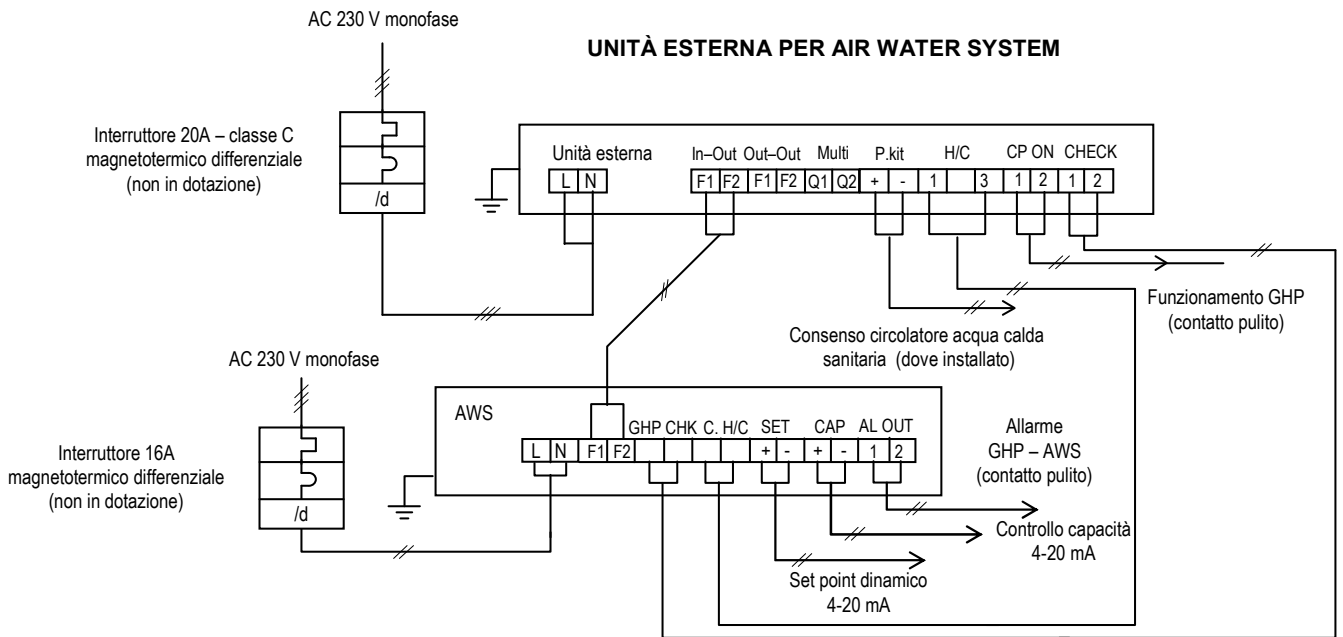 AC 230 V monofase
UNITÀ ESTERNA PER AIR WATER SYSTEM
Interruttore 20A – classe C
magnetotermico differenziale
(non in dotazione)
/d
Unità esterna In–Out Out–Out Multi P.kit H/C CP ON CHECK
L N F1 F2 F1 F2 Q1 Q2 + - 1 3 1 2 1 2
Funzionamento GHP
(contatto pulito)
Consenso circolatore acqua calda
sanitaria (dove installato)
AC 230 V monofase
Interruttore 16A
magnetotermico differenziale
(non in dotazione)
/d
AWS
GHP CHK C. H/C SET CAP AL OUT
L N F1 F2 + - + - 1 2
Allarme
GHP – AWS
(contatto pulito)
Controllo capacità
4-20 mA
Set point dinamico
4-20 mA